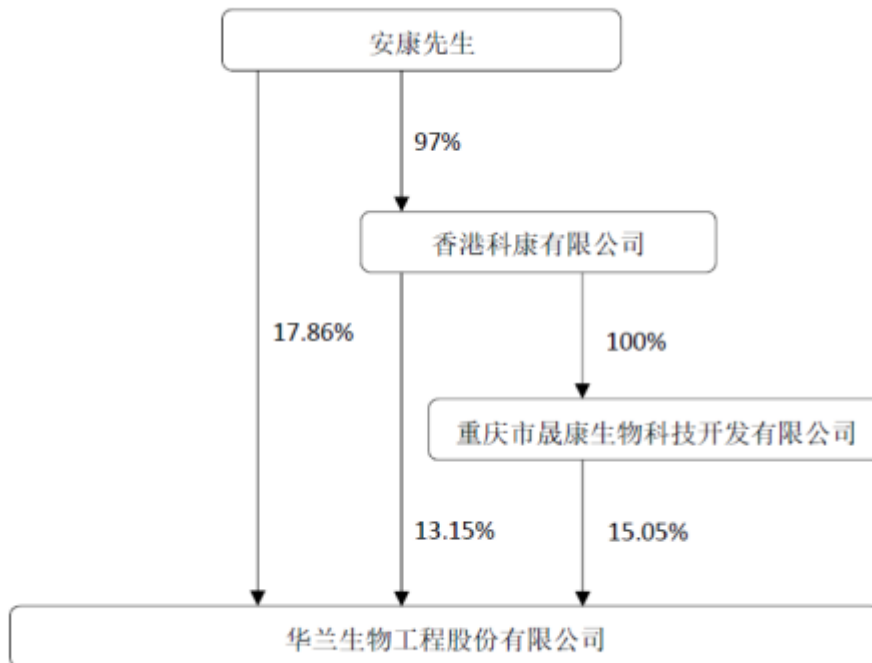 安康先生
97%
香港科康有限公司
17.86%
100%
重庆市晟康生物科技开发有限公司
13.15%
15.05%
华兰生物工程股份有限公司